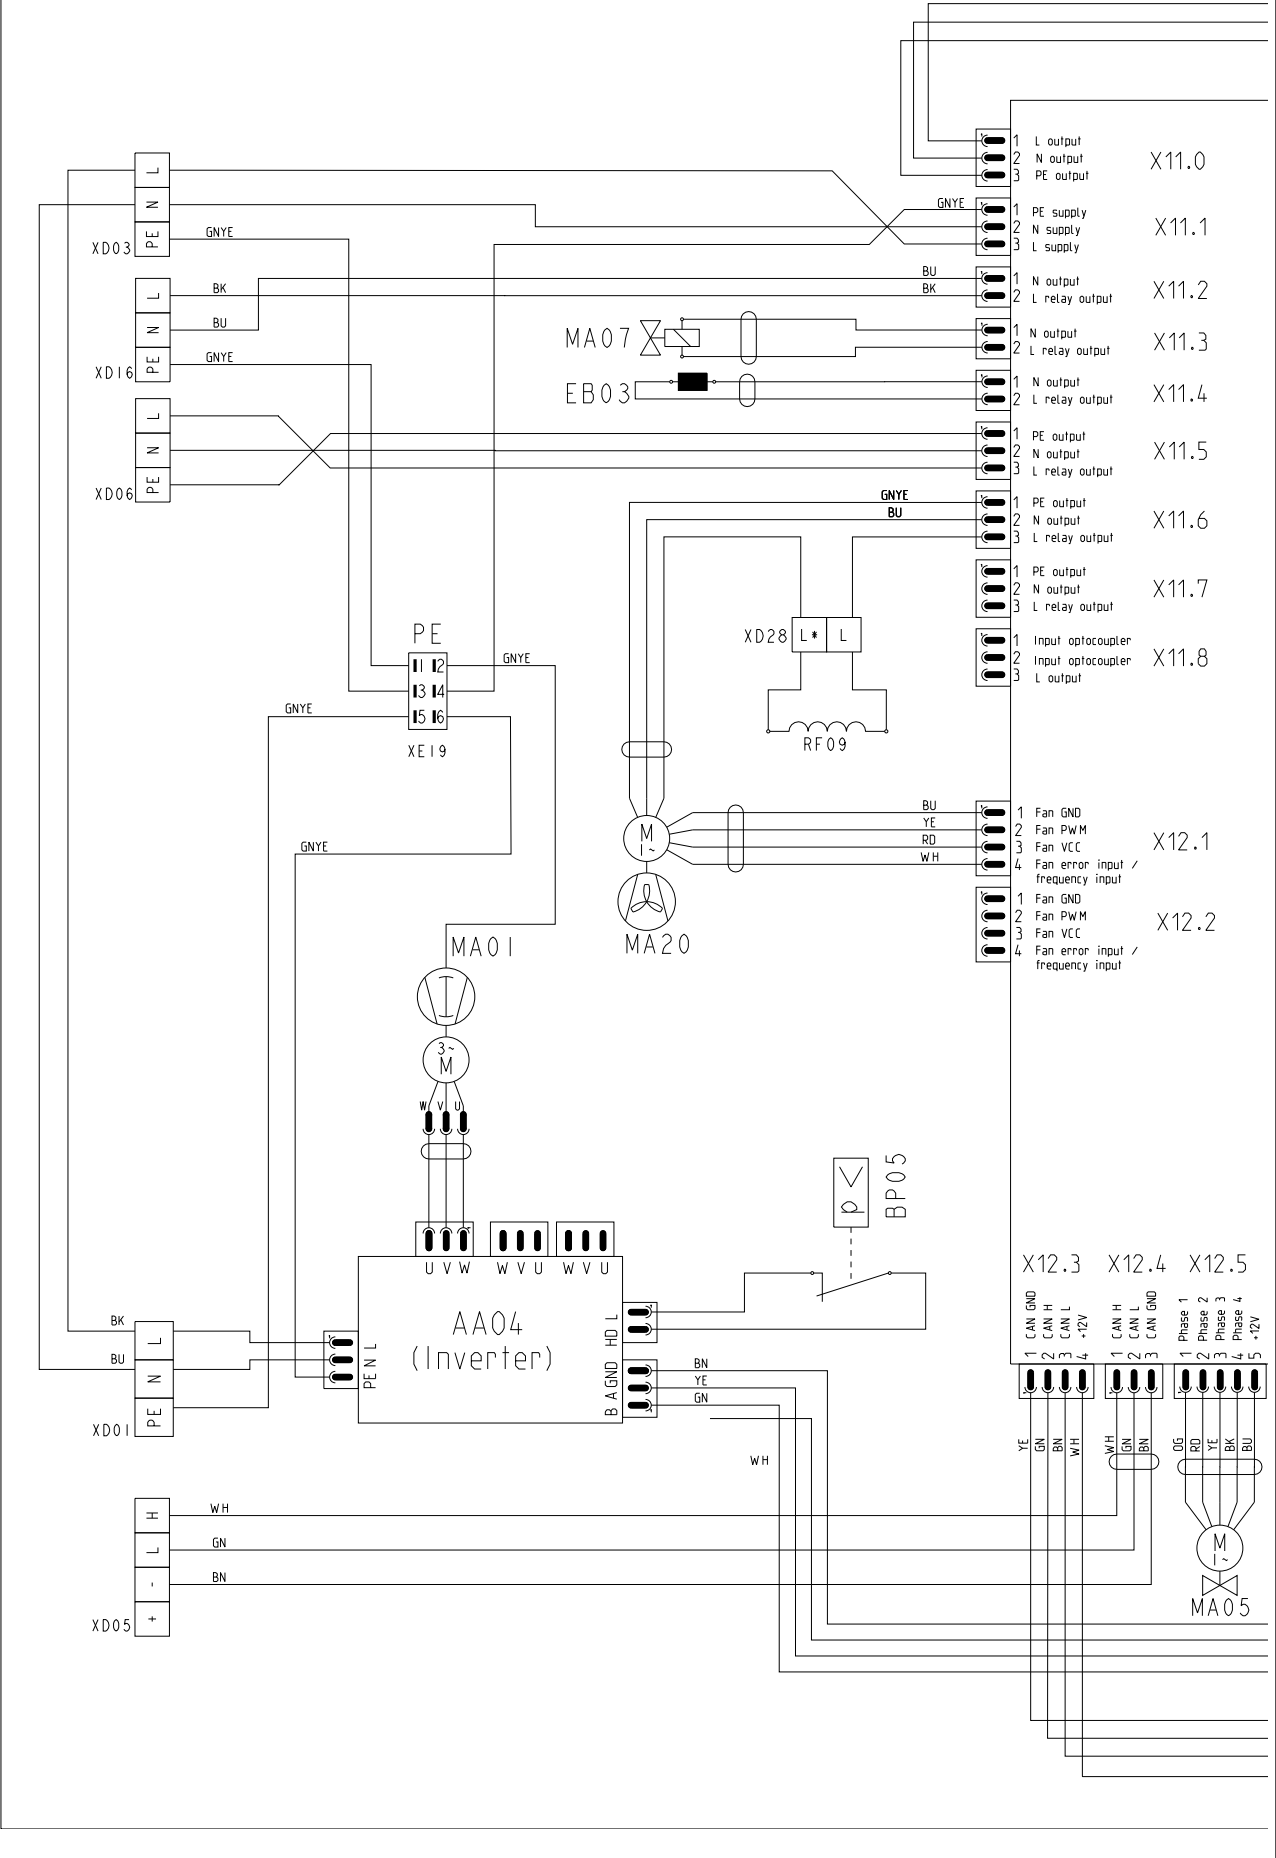 1 L output
2 N output
3 PE output
X11.0
L
N
PE
XD03
GNYE
GNYE
1 PE supply
2 N supply
3 L supply
X11.1
L
N
PE
XD16
BK
BU
GNYE
BU
BK
1 N output
2 L relay output
X11.2
MA07
1 N output
2 L relay output
X11.3
EB03
1 N output
2 L relay output
X11.4
L
N
PE
XD06
1 PE output
2 N output
3 L relay output
X11.5
GNYE
BU
1 PE output
2 N output
3 L relay output
X11.6
1 PE output
2 N output
3 L relay output
X11.7
XD28 L* L
RF09
1 Input optocoupler
2 Input optocoupler
3 L output
X11.8
PE
1 2
3 4
5 6
XE19
GNYE
GNYE
GNYE
M
1~
MA20
BU
YE
RD
WH
1 Fan GND
2 Fan PWM
3 Fan VCC
4 Fan error input /
frequency input
X12.1
1 Fan GND
2 Fan PWM
3 Fan VCC
4 Fan error input /
frequency input
X12.2
MA01
3~
M
W V U
U V W
W V U
W V U
AA04
(Inverter)
PE N L
HD L
B A GND
p
BP05
BK
BU
L
N
PE
XD01
BN
YE
GN
WH
X12.3
1 CAN GND
2 CAN H
3 CAN L
4 +12V
X12.4
1 CAN H
2 CAN L
3 CAN GND
X12.5
1 Phase 1
2 Phase 2
3 Phase 3
4 Phase 4
5 +12V
YE
GN
BN
WH
WH
GN
BN
OG
RD
YE
BK
BU
M
1~
MA05
H
L
-
+
XD05
WH
GN
BN